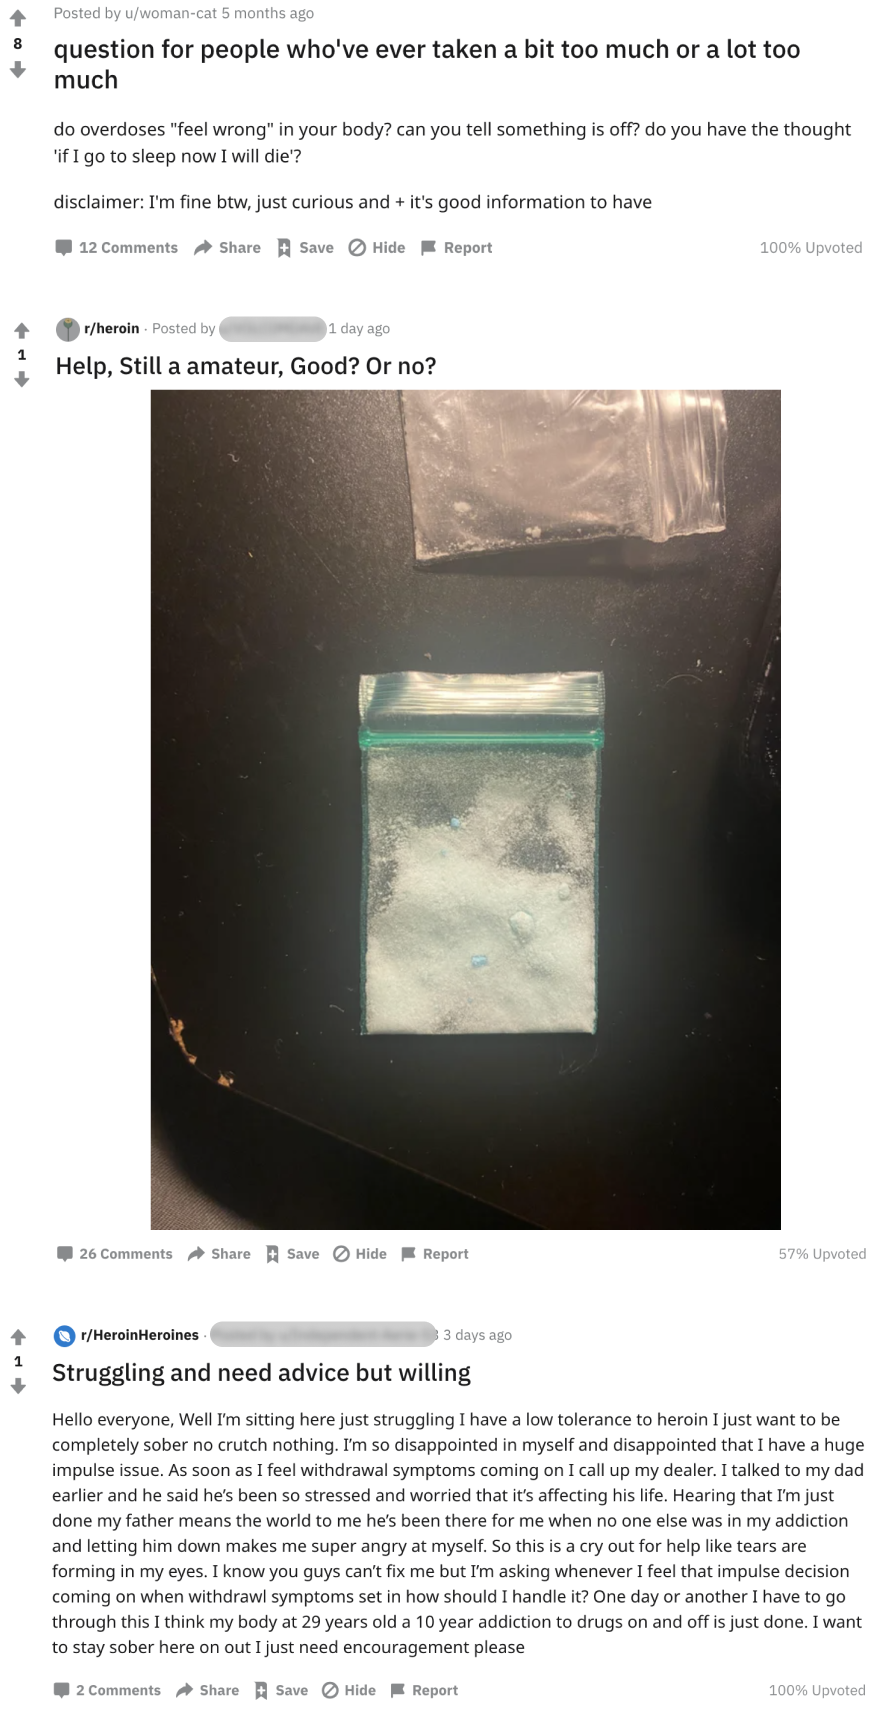 Posted by u/woman-cat 5 months ago
8
question for people who've ever taken a bit too much or a lot too
much
do overdoses "feel wrong" in your body? can you tell something is off? do you have the thought
'if I go to sleep now I will die'?
disclaimer: I'm fine btw, just curious and + it's good information to have
12 Comments Share Save Hide Report 100% Upvoted
r/heroin · Posted by 1 day ago
1
Help, Still a amateur, Good? Or no?
26 Comments Share Save Hide Report 57% Upvoted
r/HeroinHeroines · 3 days ago
1
Struggling and need advice but willing
Hello everyone, Well I'm sitting here just struggling I have a low tolerance to heroin I just want to be
completely sober no crutch nothing. I'm so disappointed in myself and disappointed that I have a huge
impulse issue. As soon as I feel withdrawal symptoms coming on I call up my dealer. I talked to my dad
earlier and he said he's been so stressed and worried that it's affecting his life. Hearing that I'm just
done my father means the world to me he's been there for me when no one else was in my addiction
and letting him down makes me super angry at myself. So this is a cry out for help like tears are
forming in my eyes. I know you guys can't fix me but I'm asking whenever I feel that impulse decision
coming on when withdrawl symptoms set in how should I handle it? One day or another I have to go
through this I think my body at 29 years old a 10 year addiction to drugs on and off is just done. I want
to stay sober here on out I just need encouragement please
2 Comments Share Save Hide Report 100% Upvoted